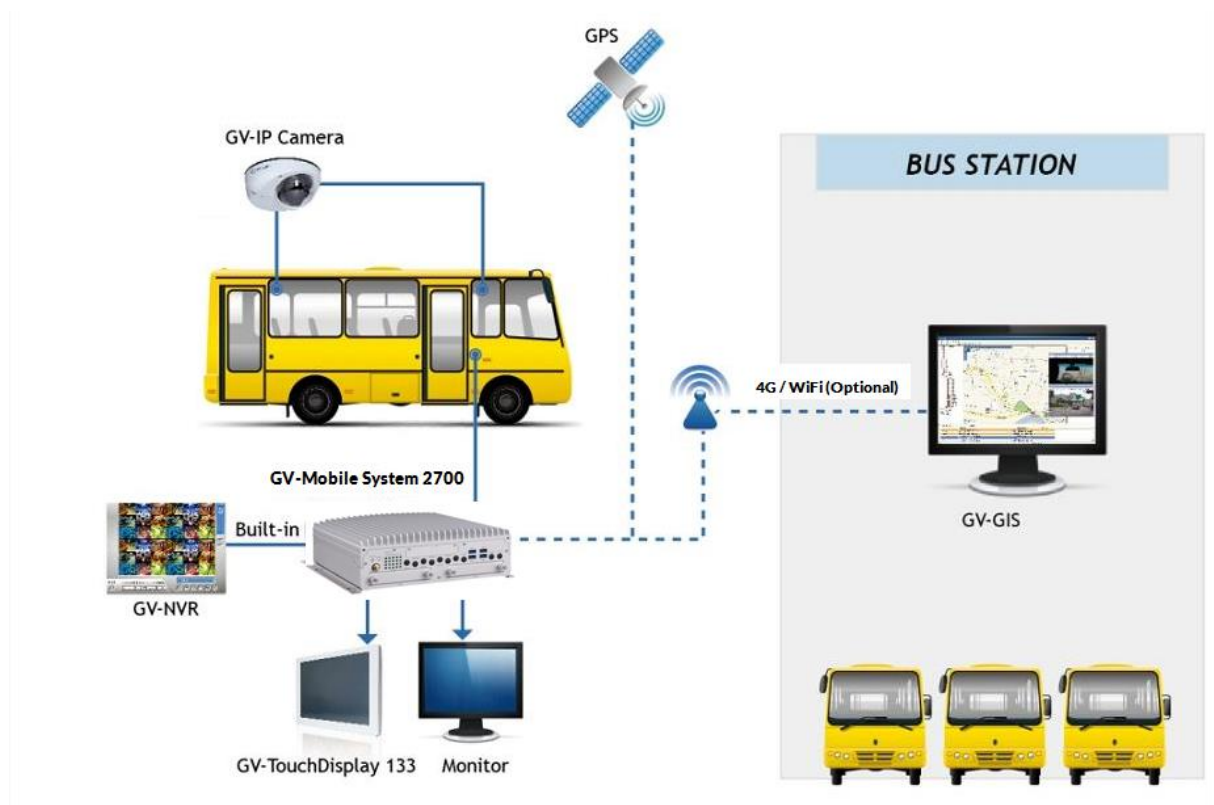 GPS
GV-IP Camera
BUS STATION
4G / WiFi (Optional)
GV-Mobile System 2700
Built-in
GV-GIS
GV-NVR
GV-TouchDisplay 133
Monitor